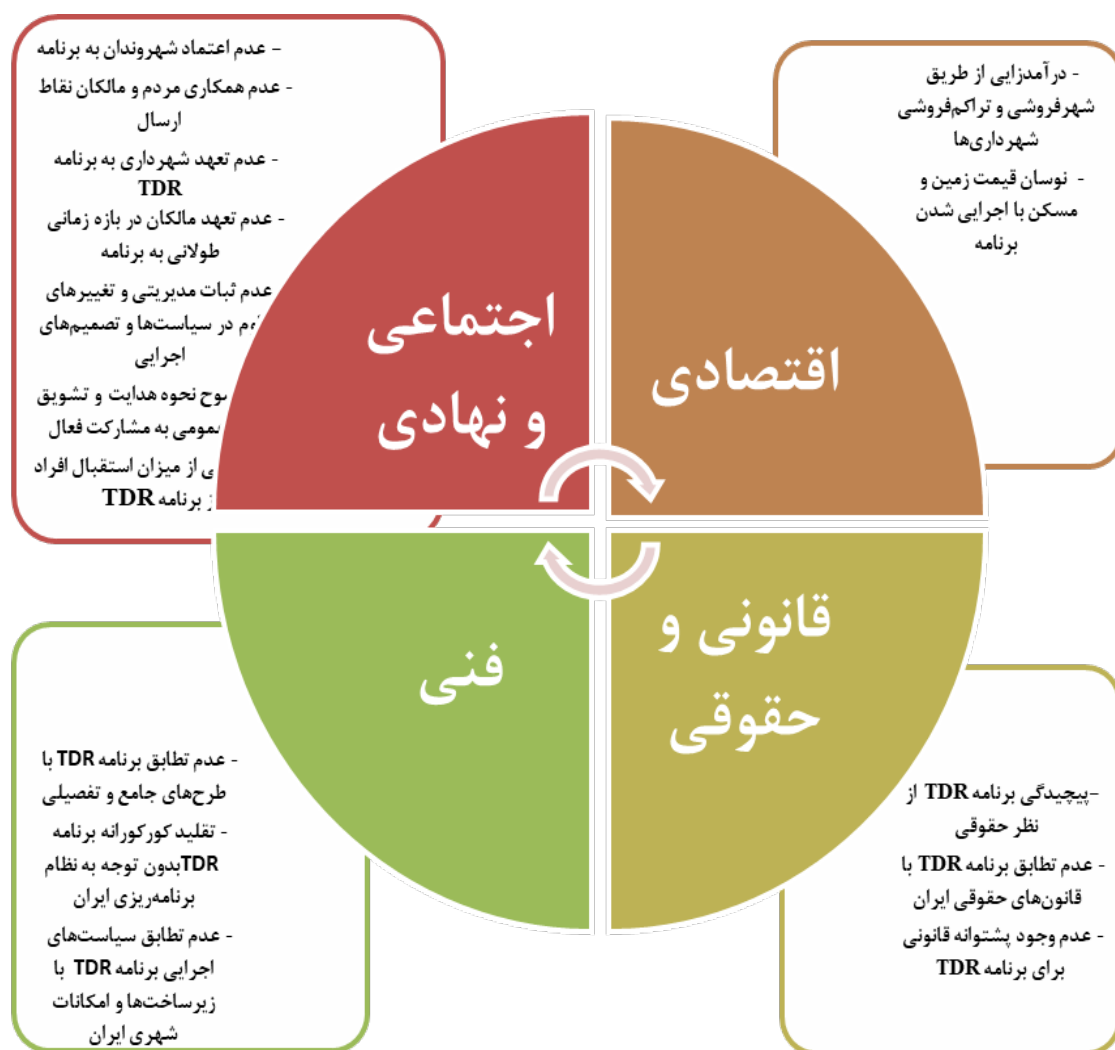 - عدم اعتماد شهروندان به برنامه
- عدم همکاری مردم و مالکان نقاط
ارسال
- عدم تعهد شهرداری به برنامه
TDR
- عدم تعهد مالکان در بازه زمانی
طولانی به برنامه
عدم ثبات مدیریتی و تغییرهای
در سیاست‌ها و تصمیم‌های
اجرایی
نحوه هدایت و تشویق
به مشارکت فعال
از میزان استقبال افراد
برنامه TDR
- درآمدزایی از طریق
شهرفروشی و تراکم‌فروشی
شهرداری‌ها
- نوسان قیمت زمین و
مسکن با اجرایی شدن
برنامه
اجتماعی
و نهادی
اقتصادی
فنی
قانونی و
حقوقی
- عدم تطابق برنامه TDR با
طرح‌های جامع و تفصیلی
- تقلید کورکورانه برنامه
TDRبدون توجه به نظام
برنامه‌ریزی ایران
- عدم تطابق سیاست‌های
اجرایی برنامه TDR با
زیرساخت‌ها و امکانات
شهری ایران
-پیچیدگی برنامه TDR از
نظر حقوقی
- عدم تطابق برنامه TDR با
قانون‌های حقوقی ایران
- عدم وجود پشتوانه قانونی
برای برنامه TDR